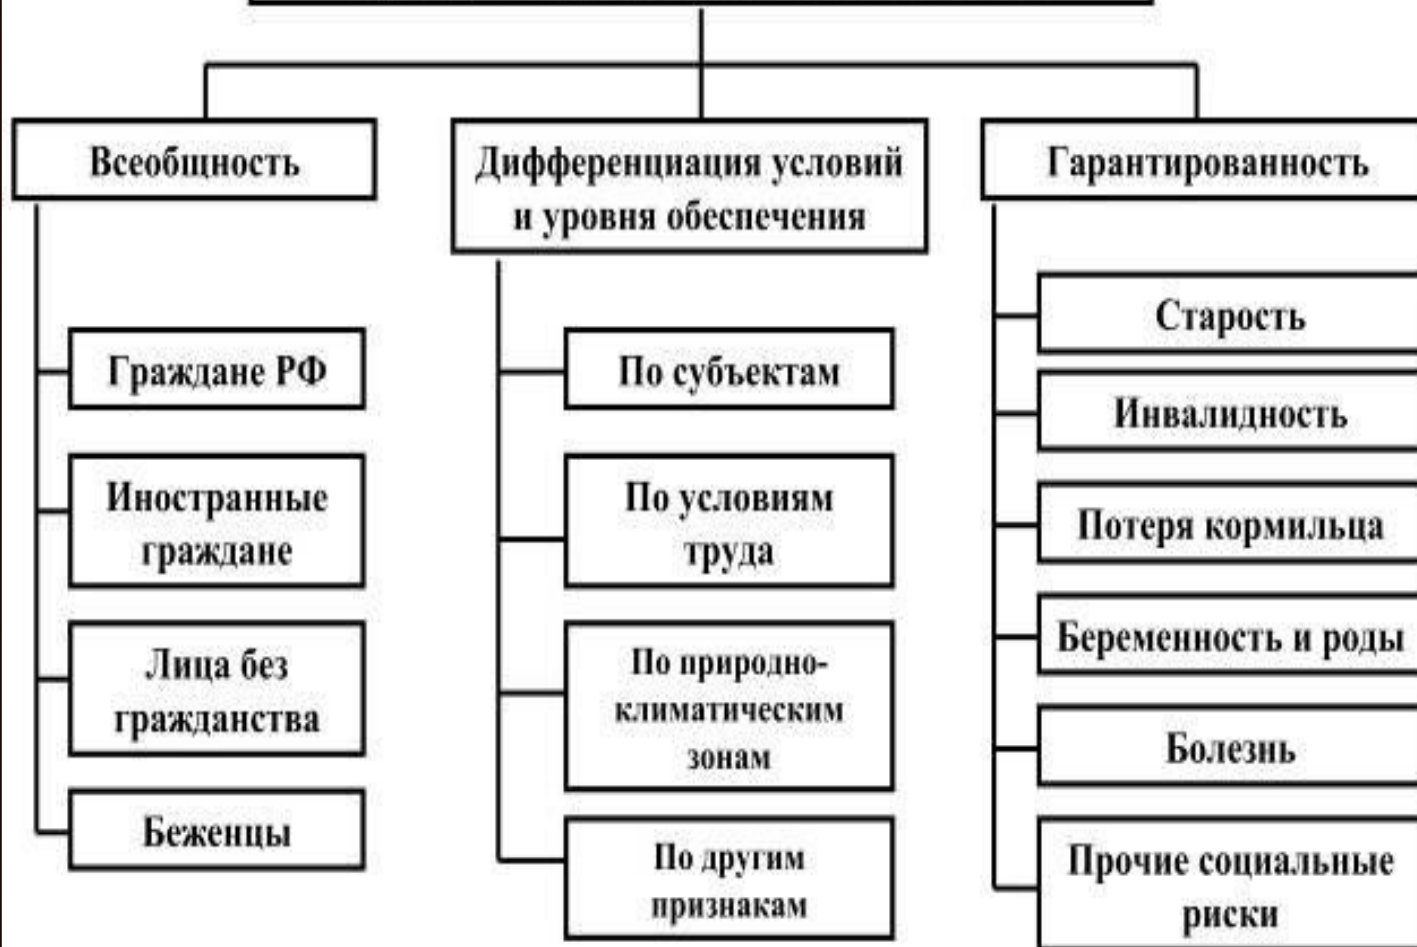 Всеобщность
Дифференциация условий
и уровня обеспечения
Гарантированность
Граждане РФ
Иностранные
граждане
Лица без
гражданства
Беженцы
По субъектам
По условиям
труда
По природно-
климатическим
зонам
По другим
признакам
Старость
Инвалидность
Потеря кормильца
Беременность и роды
Болезнь
Прочие социальные
риски